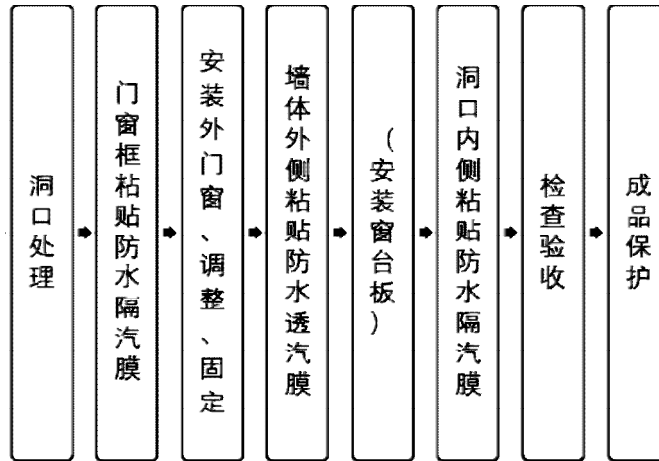 洞口处理
门窗框粘贴防水隔汽膜
安装外门窗、调整、固定
墙体外侧粘贴防水透汽膜
（安装窗台板）
洞口内侧粘贴防水隔汽膜
检查验收
成品保护